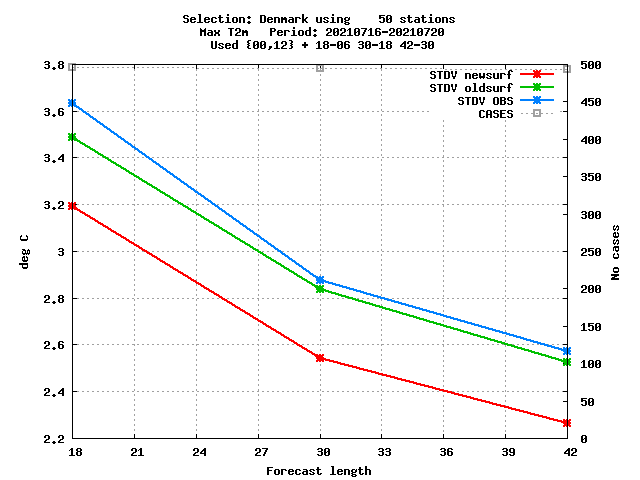 Selection: Denmark using 50 stations
Max T2m Period: 20210716-20210720
Used {00,12} + 18-06 30-18 42-30
STDV newsurf
STDV oldsurf
STDV OBS
CASES
3.8
3.6
3.4
3.2
3
2.8
2.6
2.4
2.2
deg C
500
450
400
350
300
250
200
150
100
50
0
No cases
18 21 24 27 30 33 36 39 42
Forecast length